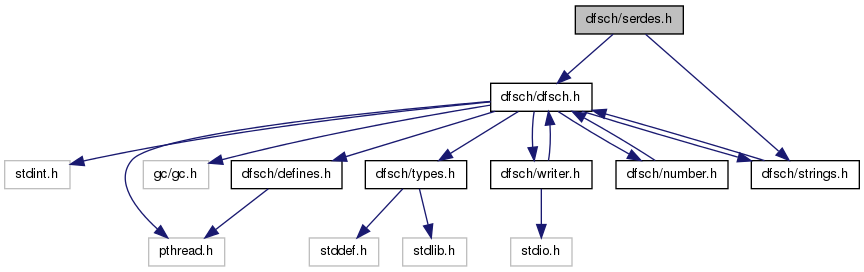 dfsch/serdes.h
dfsch/dfsch.h
stdint.h
gc/gc.h
dfsch/defines.h
dfsch/types.h
dfsch/writer.h
dfsch/number.h
dfsch/strings.h
pthread.h
stddef.h
stdlib.h
stdio.h